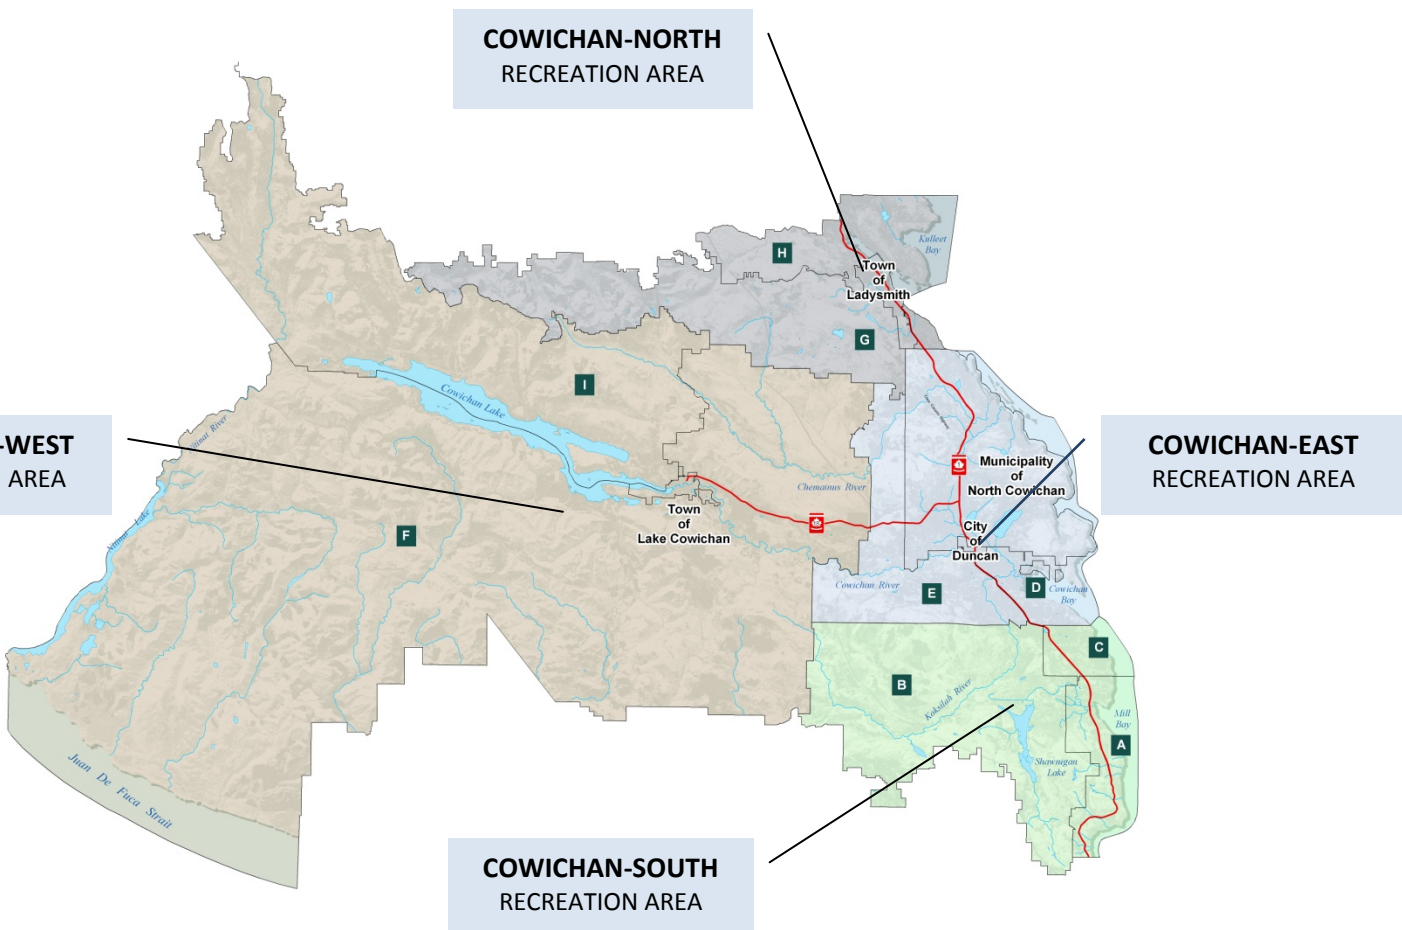 COWICHAN-NORTH
RECREATION AREA
Kulleet
Bay
H
Town
of
Ladysmith
G
I
Cowichan Lake
-WEST
AREA
COWICHAN-EAST
RECREATION AREA
Municipality
of
North Cowichan
Chemainus River
Town
of
Lake Cowichan
City
of
Duncan
F
Cowichan River
E
D
Cowichan
Bay
C
B
Koksilah River
Mill
Bay
A
Shawnigan
Lake
Juan De Fuca Strait
COWICHAN-SOUTH
RECREATION AREA